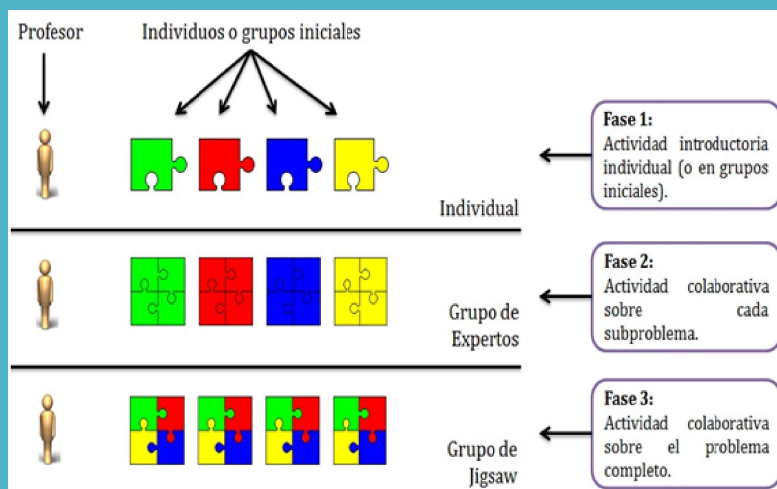 Profesor
Individuos o grupos iniciales
Fase 1:
Actividad introductoria
individual (o en grupos
iniciales).
Individual
Fase 2:
Actividad colaborativa
sobre cada
subproblema.
Grupo de
Expertos
Fase 3:
Actividad colaborativa
sobre el problema
completo.
Grupo de
Jigsaw